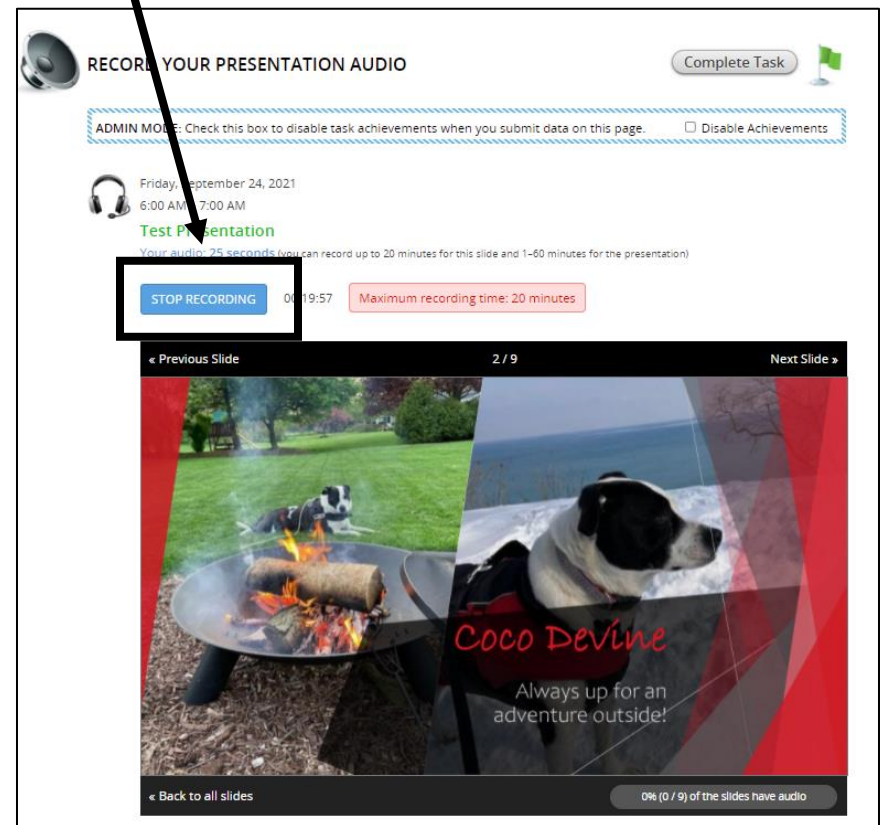 RECORD YOUR PRESENTATION AUDIO
Complete Task
ADMIN MODE: Check this box to disable task achievements when you submit data on this page.
Disable Achievements
Friday, September 24, 2021
6:00 AM 7:00 AM
Test Presentation
Your audio: 25 seconds (you can record up to 20 minutes for this slide and 1–60 minutes for the presentation)
STOP RECORDING
00:19:57
Maximum recording time: 20 minutes
« Previous Slide
2 / 9
Next Slide »
Coco Devine
Always up for an
adventure outside!
« Back to all slides
0% (0 / 9) of the slides have audio